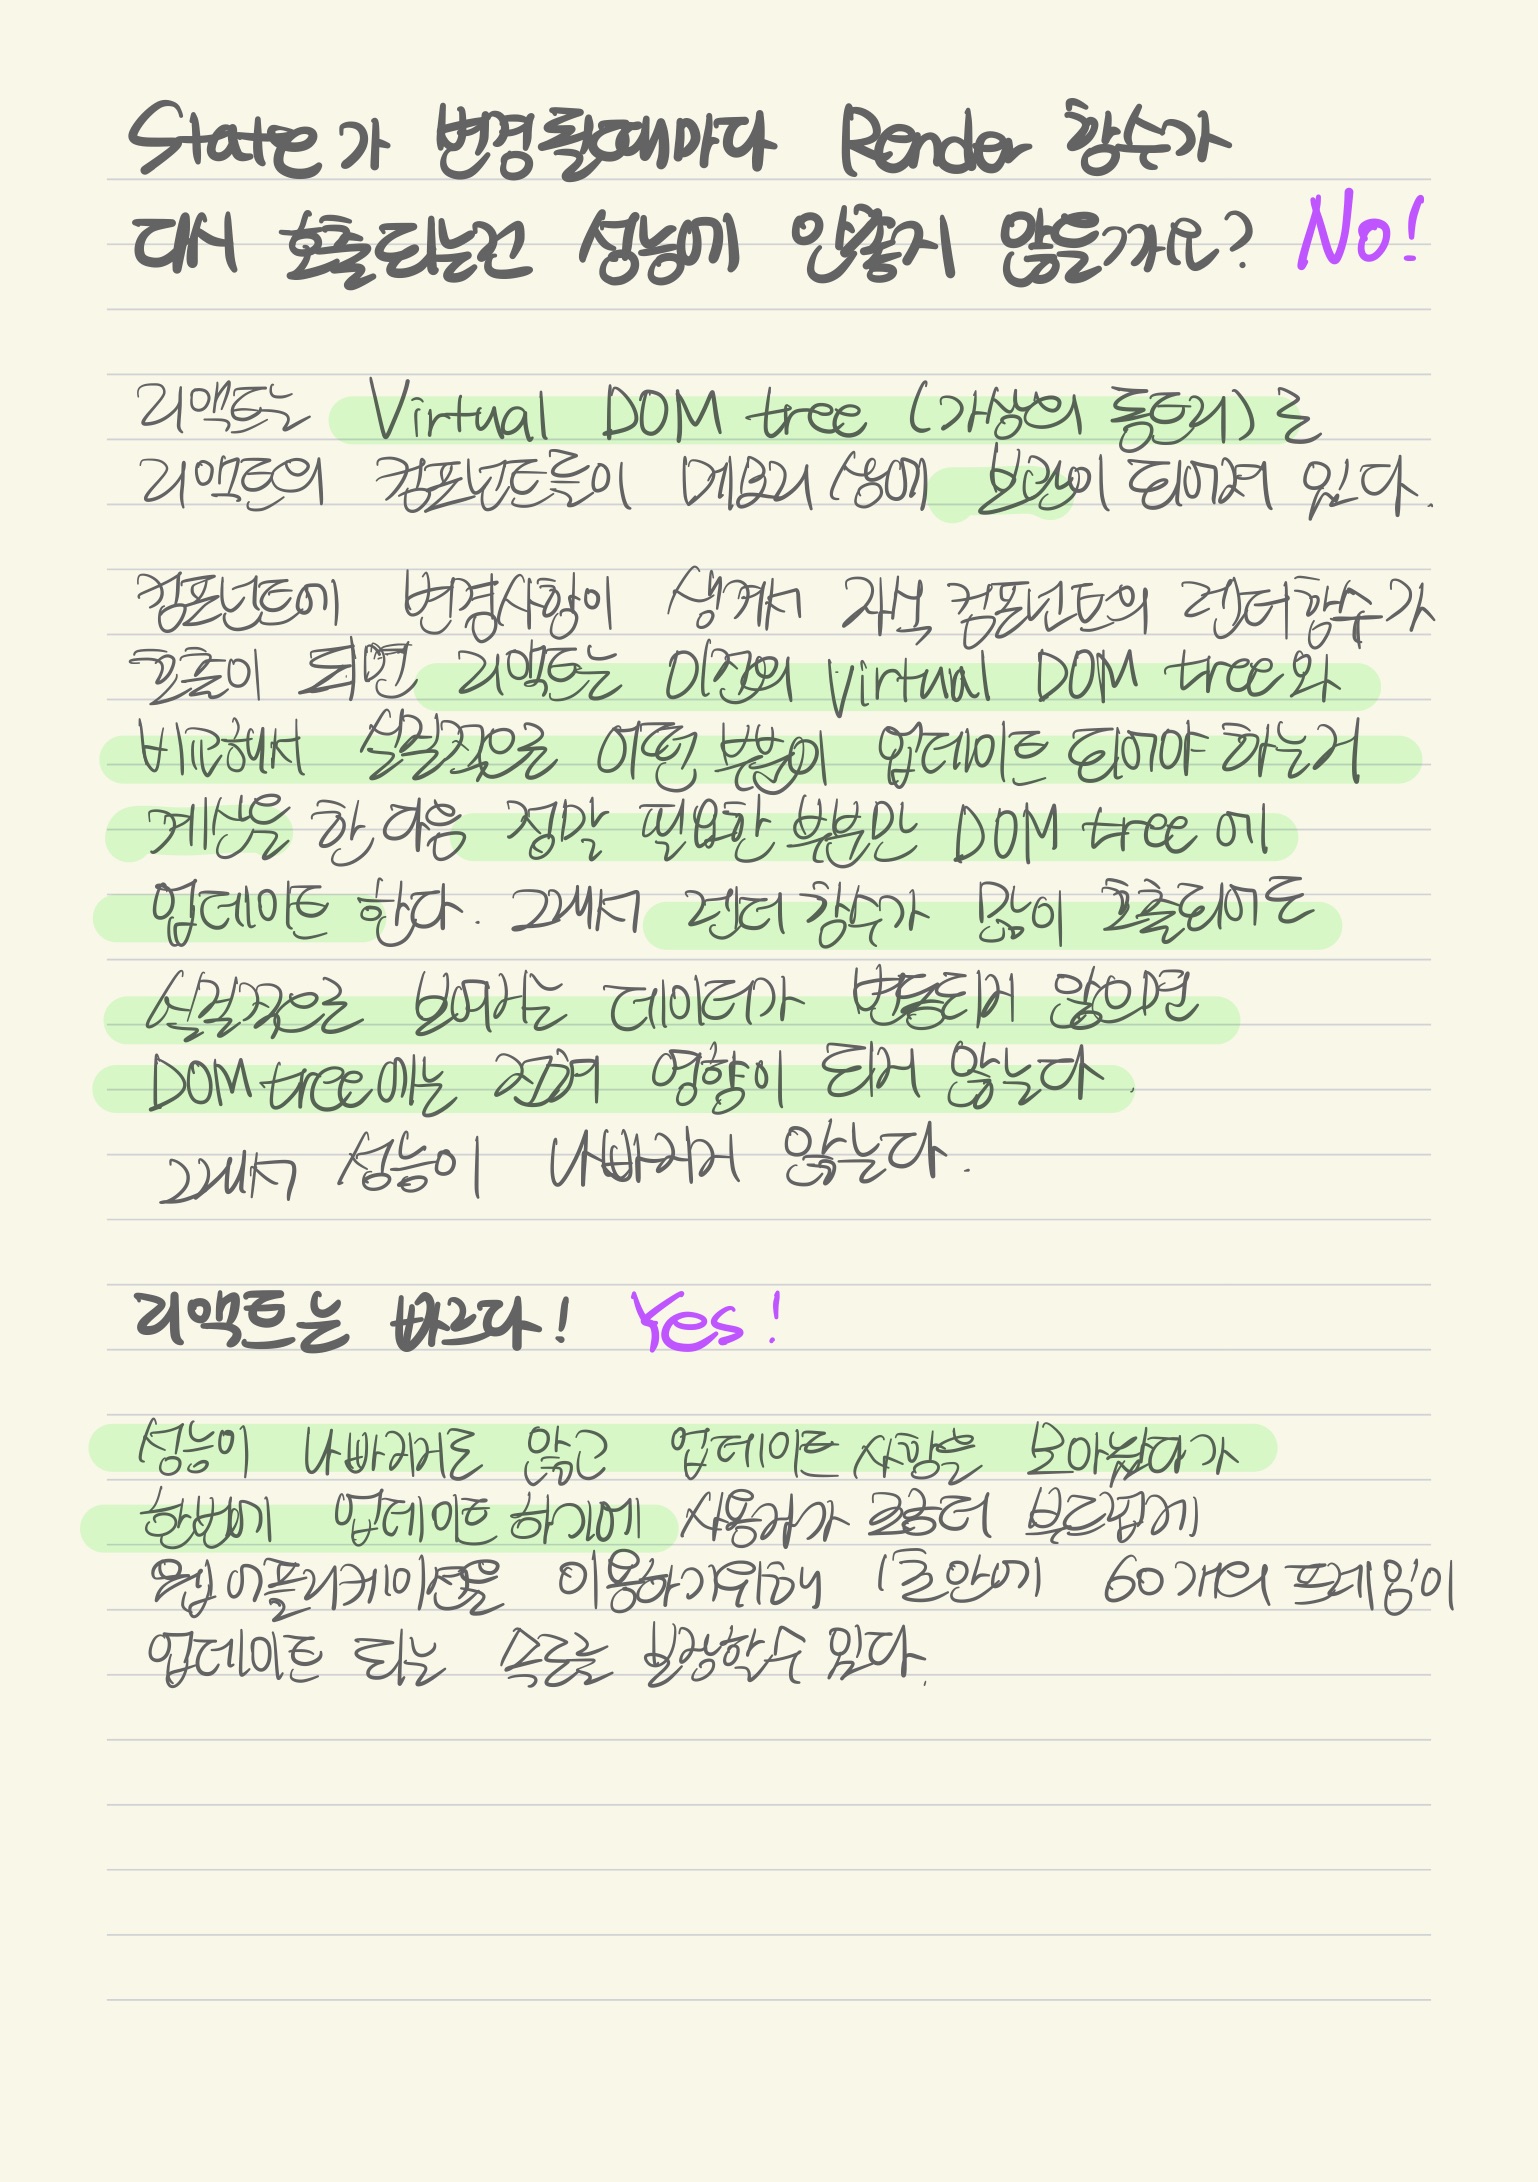 State가 변경될때마다 Render 함수가
대서 호출되는건 성능에 안좋지 않을까요? No!
리액트는 Virtual DOM tree (가상의 돔트리)로
리액트의 컴포넌트들이 메모리 상에 보관이 되어져 있다.
컴포넌트에 변경사항이 생겨서 자식 컴포넌트의 렌더함수가
호출이 되면 리액트는 이전의 Virtual DOM tree와
비교해서 실질적으로 어떤 부분이 업데이트 되어야 하는지
계산을 한 다음 정말 필요한 부분만 DOM tree에
업데이트 한다. 그래서 렌더 함수가 많이 호출되어도
실질적으로 보여지는 데이터가 변동되지 않으면
DOM tree에는 전혀 영향이 되지 않는다.
그래서 성능이 나빠지지 않는다.
리액트는 빠르다! Yes!
성능이 나빠지지도 않고 업데이트 사항을 모아놨다가
한번에 업데이트 하기에 사용자가 조금더 부드럽게
웹 어플리케이션을 이용하기위해 1초안에 60개의 프레임이
업데이트 되는 속도를 보장할수 있다.